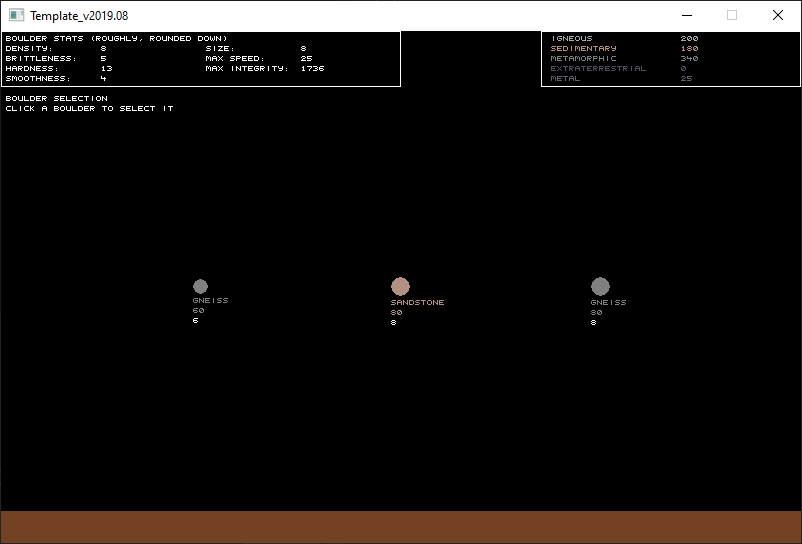 Template_v2019.08
BOULDER STATS (ROUGHLY, ROUNDED DOWN)
DENSITY: 8 SIZE: 8
BRITTLENESS: 5 MAX SPEED: 25
HARDNESS: 13 MAX INTEGRITY: 1736
SMOOTHNESS: 4
IGNEOUS 200
SEDIMENTARY 180
METAMORPHIC 340
EXTRATERRESTRIAL 0
METAL 25
BOULDER SELECTION
CLICK A BOULDER TO SELECT IT
GNEISS
60
6
SANDSTONE
80
8
GNEISS
80
8